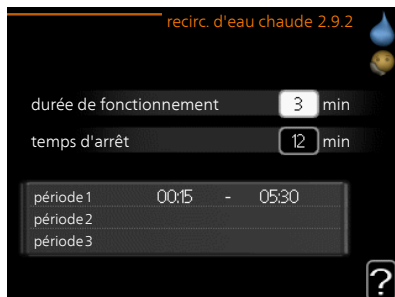 recirc. d'eau chaude 2.9.2
durée de fonctionnement 3 min
temps d'arrêt 12 min
période 1 00:15 - 05:30
période 2
période 3
?